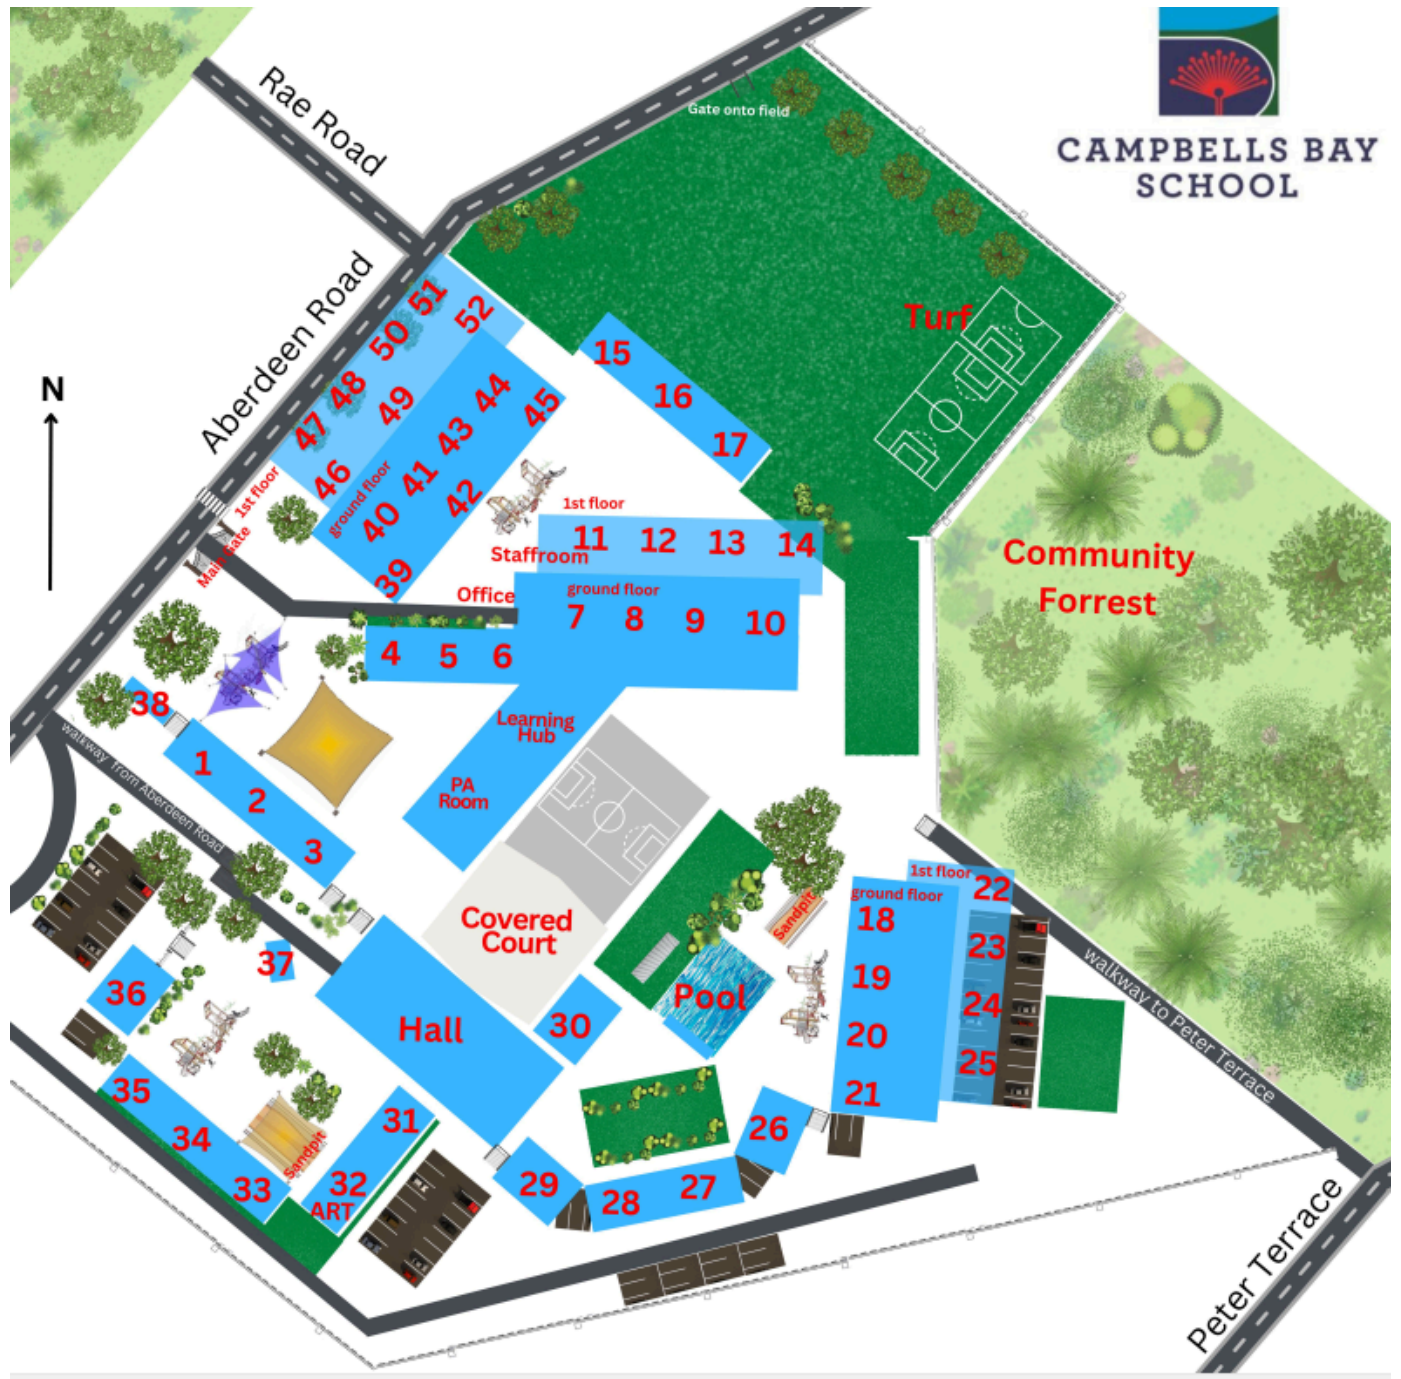 CAMPBELLS BAY
SCHOOL
Rae Road
Gate onto field
Aberdeen Road
N
Turf
51
52
50
48
49
47
46
1st floor
44
45
43
41
42
40
39
ground floor
15
16
17
Main Gate
1st floor
11
12
13
14
Staffroom
Office
ground floor
7
8
9
10
4
5
6
Community
Forrest
38
1
2
3
walkway from Aberdeen Road
Learning
Hub
PA
Room
Covered
Court
Sandpit
Pool
1st floor
22
23
24
25
ground floor
18
19
20
21
walkway to Peter Terrace
37
36
Hall
30
35
34
33
Sandpit
31
32
ART
29
28
27
26
Peter Terrace